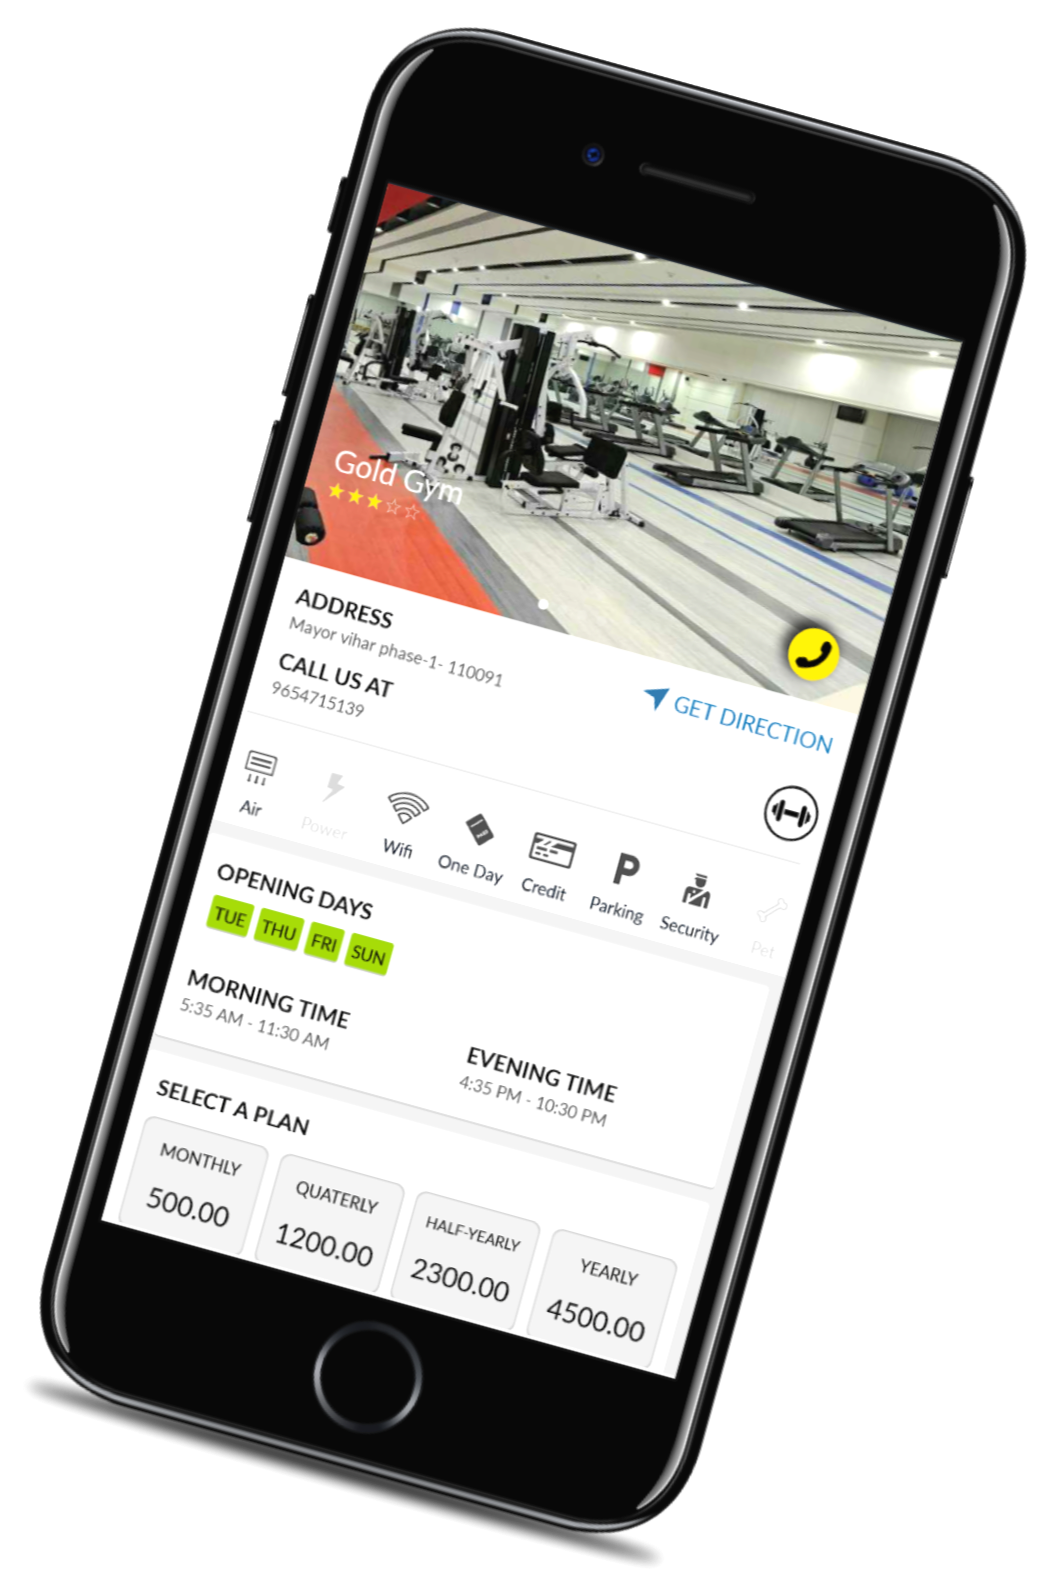 Gold Gym
ADDRESS
Mayor vihar phase-1- 110091
CALL US AT
9654715139
GET DIRECTION
Air
Power
Wifi
One Day
Credit
P
Parking
Security
Pet
OPENING DAYS
TUE THU FRI SUN
MORNING TIME
5:35 AM - 11:30 AM
EVENING TIME
4:35 PM - 10:30 PM
SELECT A PLAN
MONTHLY
500.00
QUATERLY
1200.00
HALF-YEARLY
2300.00
YEARLY
4500.00